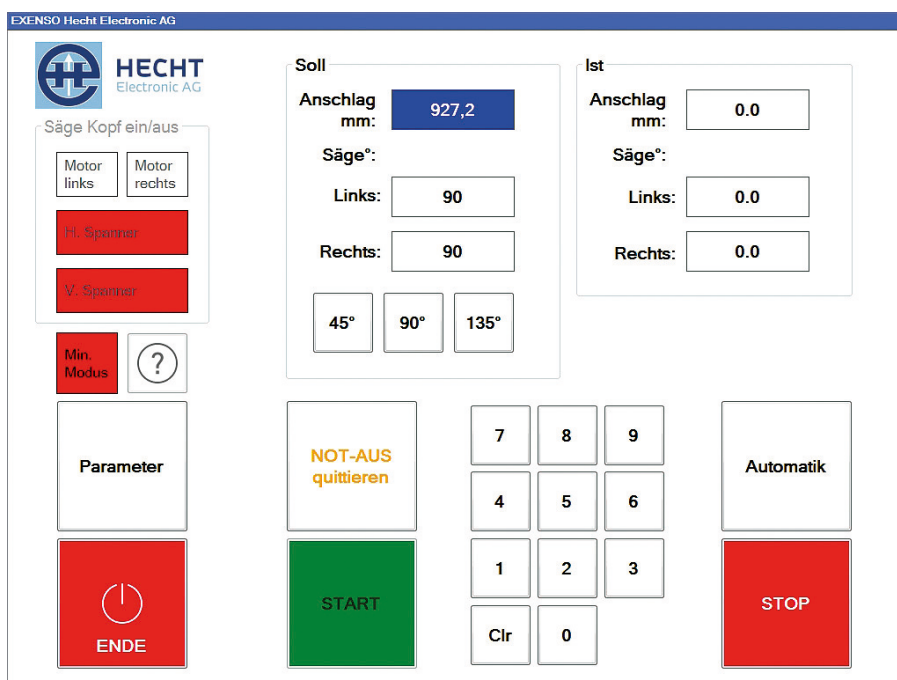 EXENSO Hecht Electronic AG
HECHT
Electronic AG
Säge Kopf ein/aus
Motor
links
Motor
rechts
H. Spanner
V. Spanner
Min.
Modus
?
Soll
Anschlag
mm:
927,2
Säge°:
Links:
90
Rechts:
90
45°
90°
135°
Ist
Anschlag
mm:
0.0
Säge°:
Links:
0.0
Rechts:
0.0
Parameter
NOT-AUS
quittieren
7
8
9
4
5
6
1
2
3
Clr
0
Automatik
ENDE
START
STOP